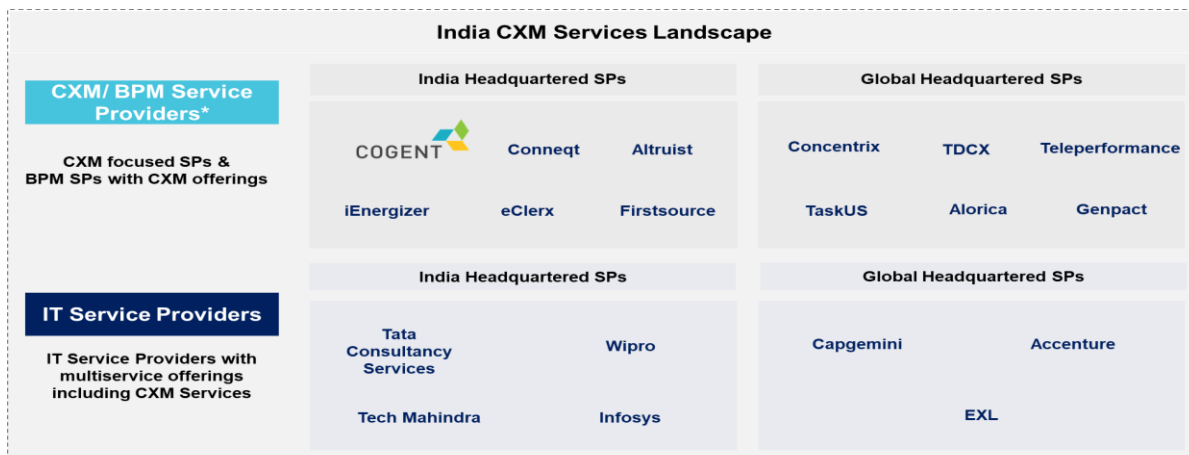 India CXM Services Landscape
CXM/ BPM Service
Providers*
CXM focused SPs &
BPM SPs with CXM offerings
India Headquartered SPs
COGENT
Conneqt
Altruist
iEnergizer
eClerx
Firstsource
Global Headquartered SPs
Concentrix
TDCX
Teleperformance
TaskUS
Alorica
Genpact
IT Service Providers
IT Service Providers with
multiservice offerings
including CXM Services
India Headquartered SPs
Tata
Consultancy
Services
Wipro
Tech Mahindra
Infosys
Global Headquartered SPs
Capgemini
Accenture
EXL